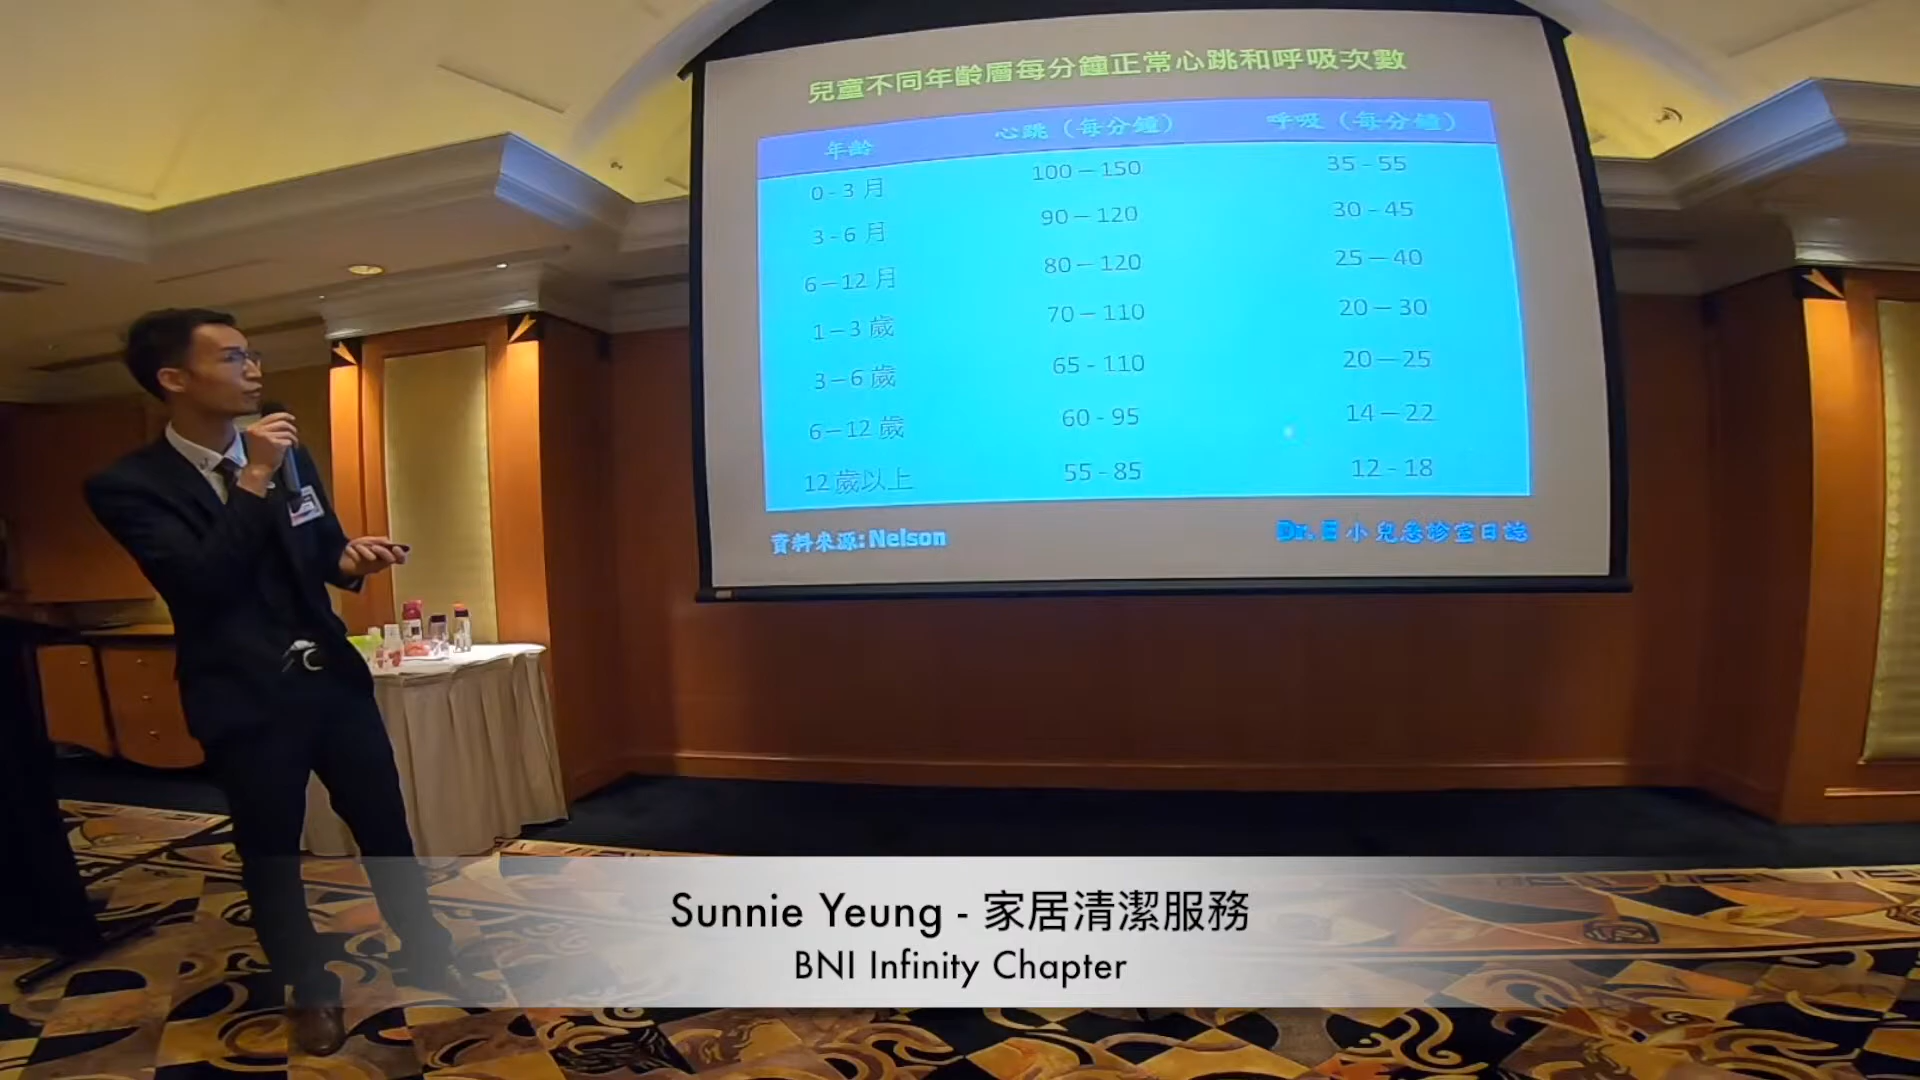 兒童不同年齡層每分鐘正常心跳和呼吸次數
年齡 心跳（每分鐘） 呼吸（每分鐘）
0 - 3 月 100 – 150 35 - 55
3 - 6 月 90 – 120 30 - 45
6 – 12 月 80 – 120 25 – 40
1 – 3 歲 70 – 110 20 – 30
3 – 6 歲 65 - 110 20 – 25
6 – 12 歲 60 - 95 14 – 22
12 歲以上 55 - 85 12 - 18
資料來源: Nelson
Dr. E 小兒急診室日誌
Sunnie Yeung - 家居清潔服務
BNI Infinity Chapter